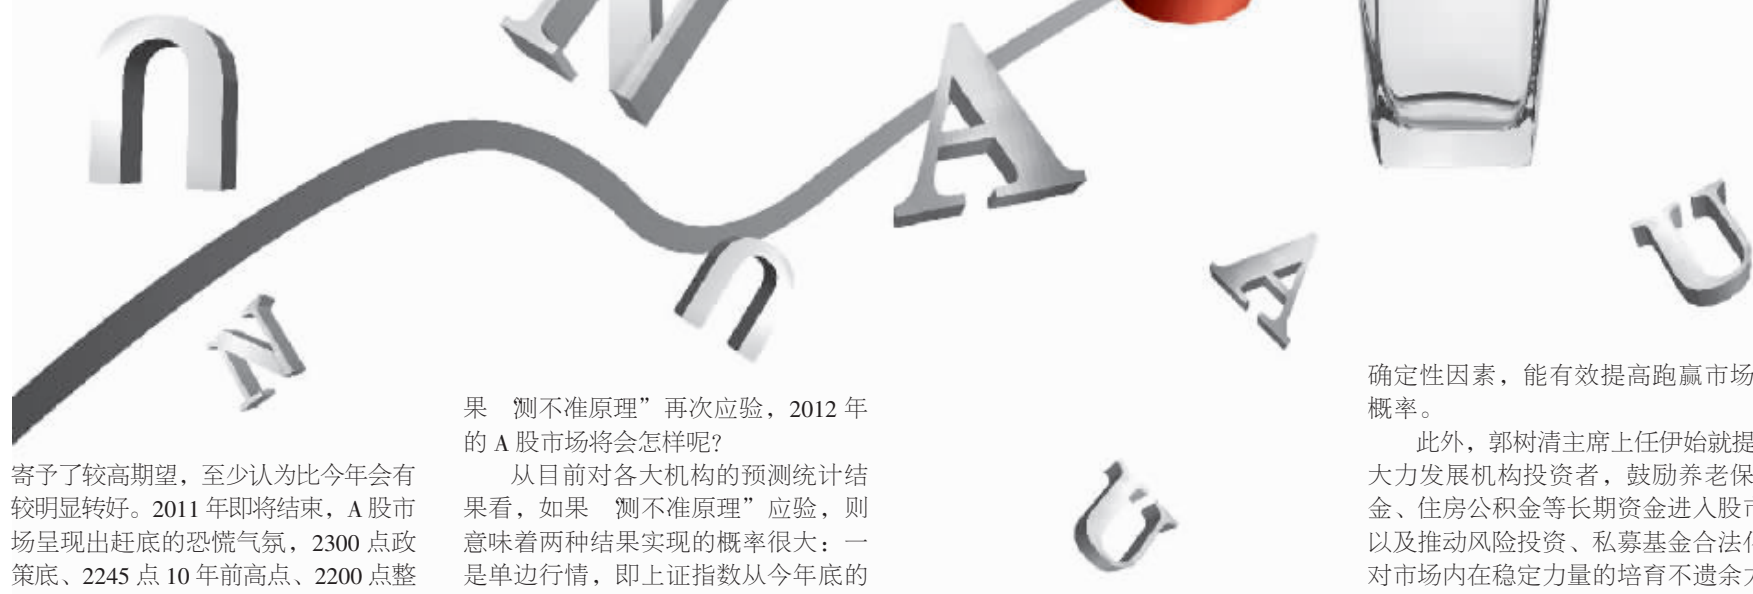 寄予了较高期望，至少认为比今年会有
较明显转好。2011 年即将结束，A 股市
场呈现出赶底的恐慌气氛，2300 点政
策底、2245 点 10 年前高点、2200 点整
果“测不准原理”再次应验，2012 年
的 A 股市场将会怎样呢？
从目前对各大机构的预测统计结
果看，如果“测不准原理”应验，则
意味着两种结果实现的概率很大：一
是单边行情，即上证指数从今年底的
确定性因素，能有效提高跑赢市场
概率。
此外，郭树清主席上任伊始就提
大力发展机构投资者，鼓励养老保
金、住房公积金等长期资金进入股
以及推动风险投资、私募基金合法
对市场内在稳定力量的培育不遗余